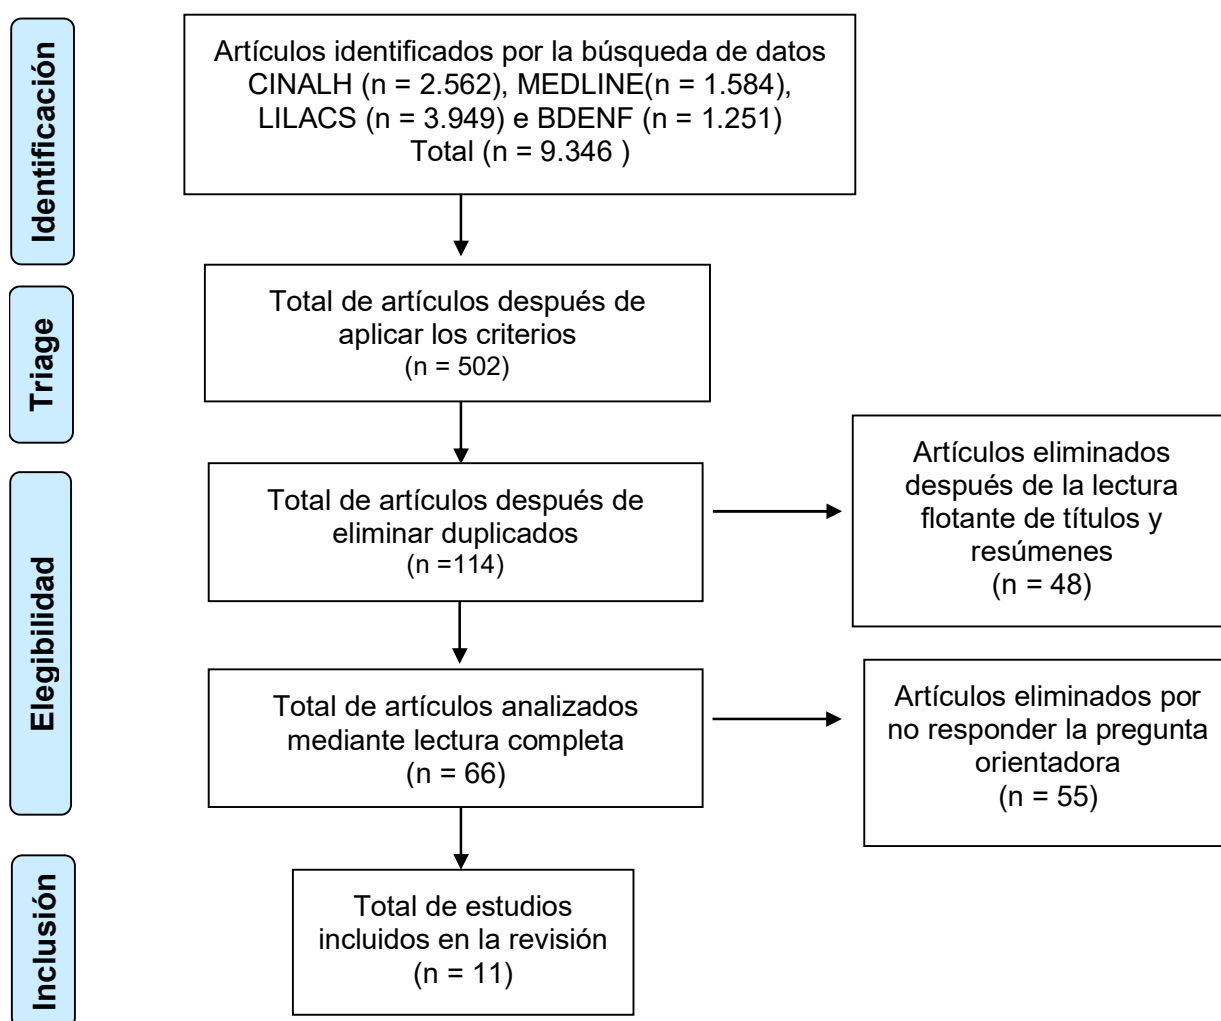 Identificación
Artículos identificados por la búsqueda de datos
CINALH (n = 2.562), MEDLINE(n = 1.584),
LILACS (n = 3.949) e BDENF (n = 1.251)
Total (n = 9.346 )
Triage
Total de artículos después de
aplicar los criterios
(n = 502)
Elegibilidad
Total de artículos después de
eliminar duplicados
(n =114)
Artículos eliminados
después de la lectura
flotante de títulos y
resúmenes
(n = 48)
Total de artículos analizados
mediante lectura completa
(n = 66)
Artículos eliminados por
no responder la pregunta
orientadora
(n = 55)
Inclusión
Total de estudios
incluidos en la revisión
(n = 11)